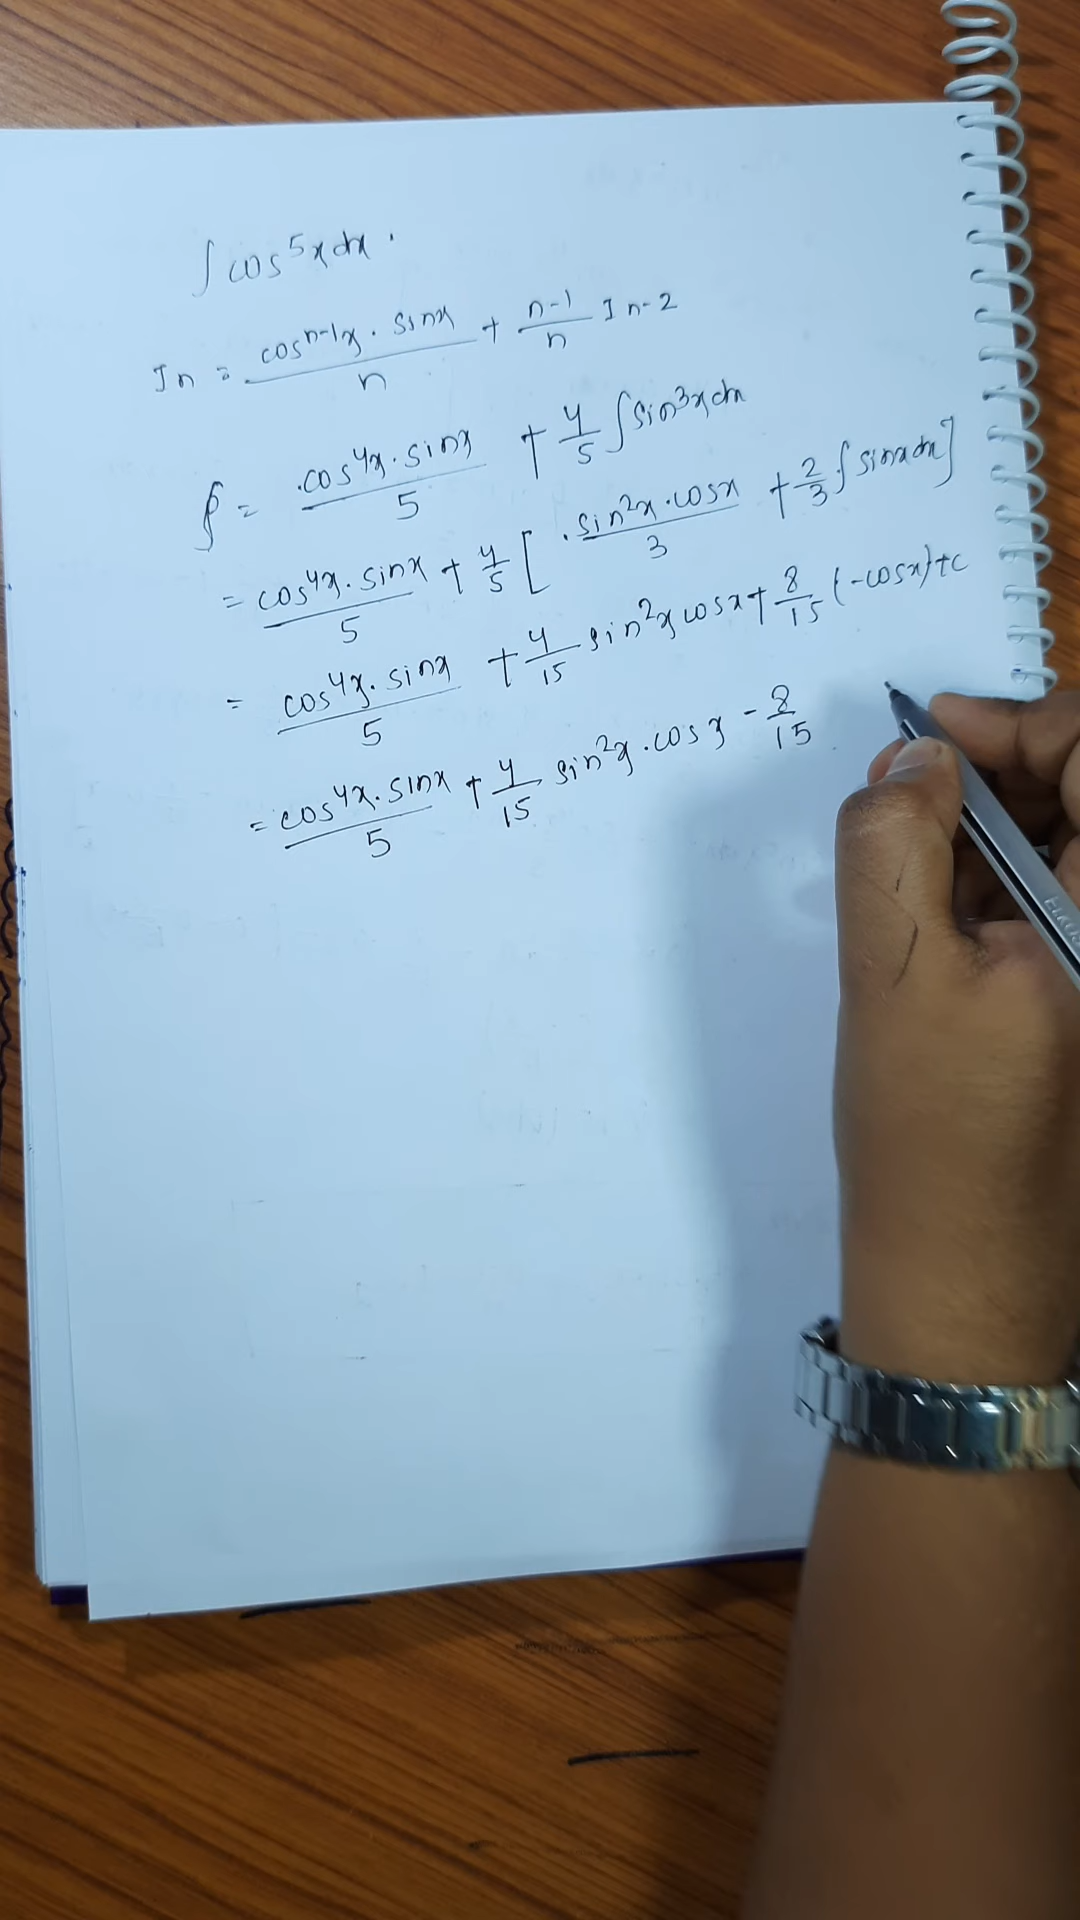 ∫ cos⁵x dx .
Iₙ = cosⁿ⁻¹x . sinx / n + n-1 / n Iₙ₋₂
= cos⁴x . sinx / 5 + 4/5 ∫ sin³x dx
= cos⁴x . sinx / 5 + 4/5 [ sin²x . cosx / 3 + 2/3 ∫ sinx dx ]
= cos⁴x . sinx / 5 + 4/15 sin²x cosx + 8/15 (-cosx) + c
= cos⁴x . sinx / 5 + 4/15 sin²x . cosx - 8/15